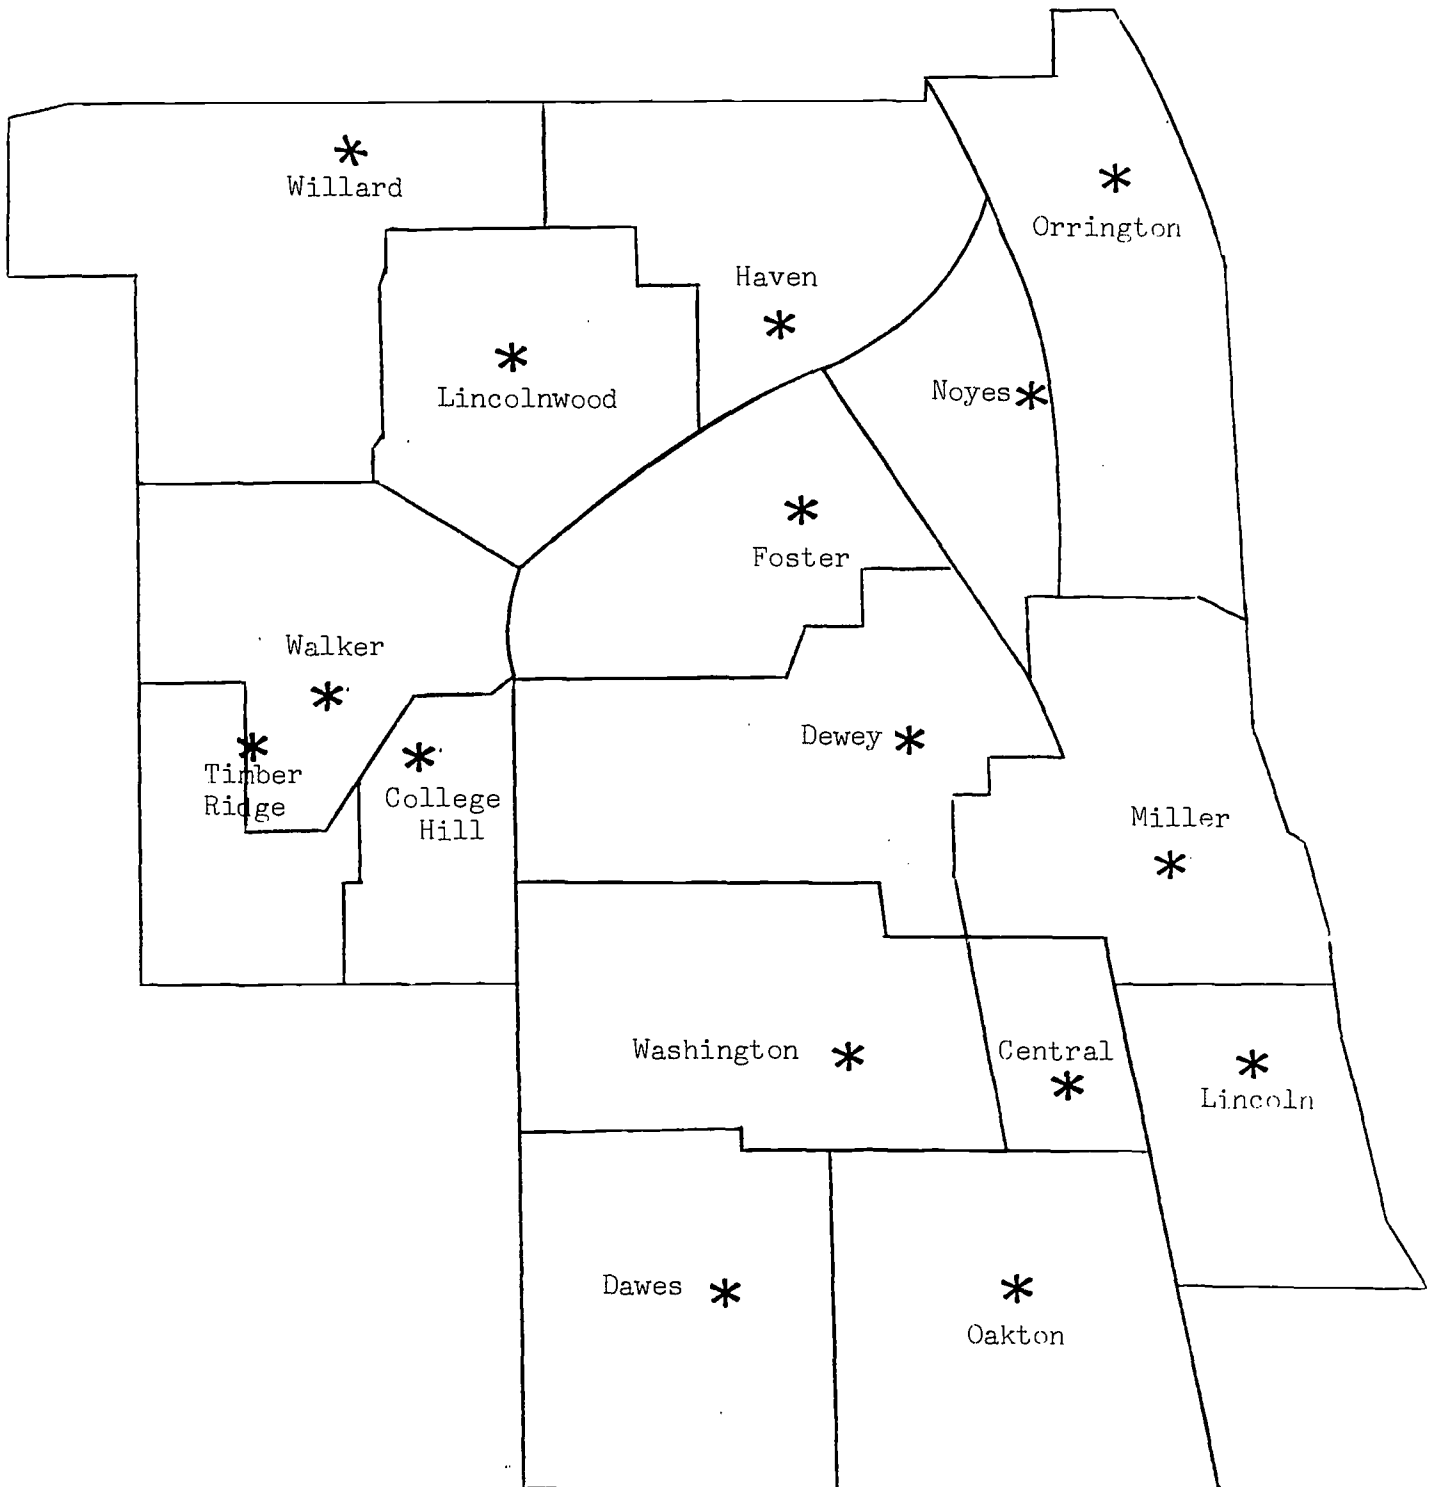 Willard
Orrington
Haven
Lincolnwood
Noyes
Foster
Walker
Dewey
Timber
Ridge
College
Hill
Miller
Washington
Central
Lincoln
Dawes
Oakton